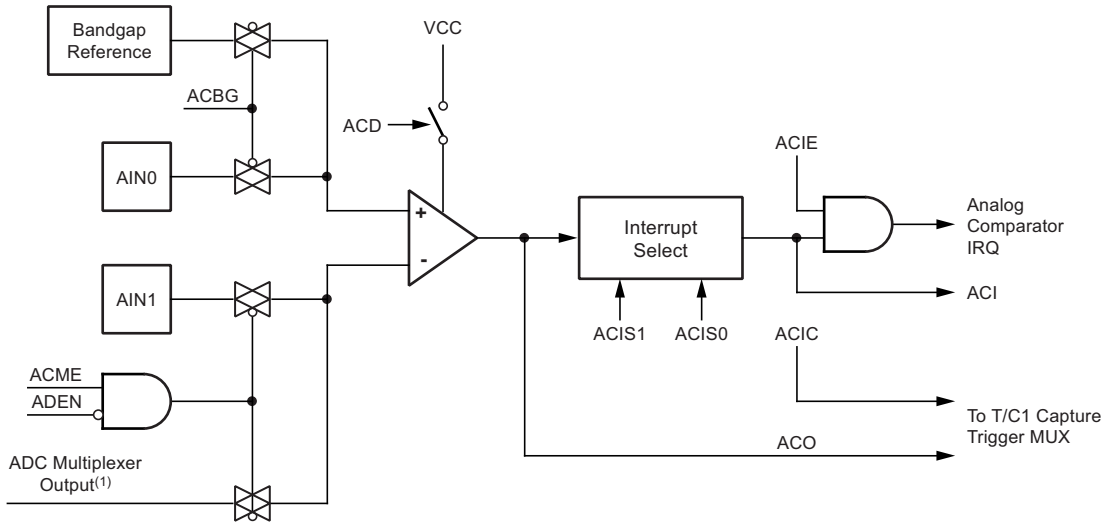 Bandgap
Reference
VCC
ACBG
ACD
ACIE
AIN0
+
Interrupt
Select
Analog
Comparator
IRQ
-
AIN1
ACI
ACIS1
ACIS0
ACIC
ACME
ADEN
To T/C1 Capture
Trigger MUX
ACO
ADC Multiplexer
Output(1)